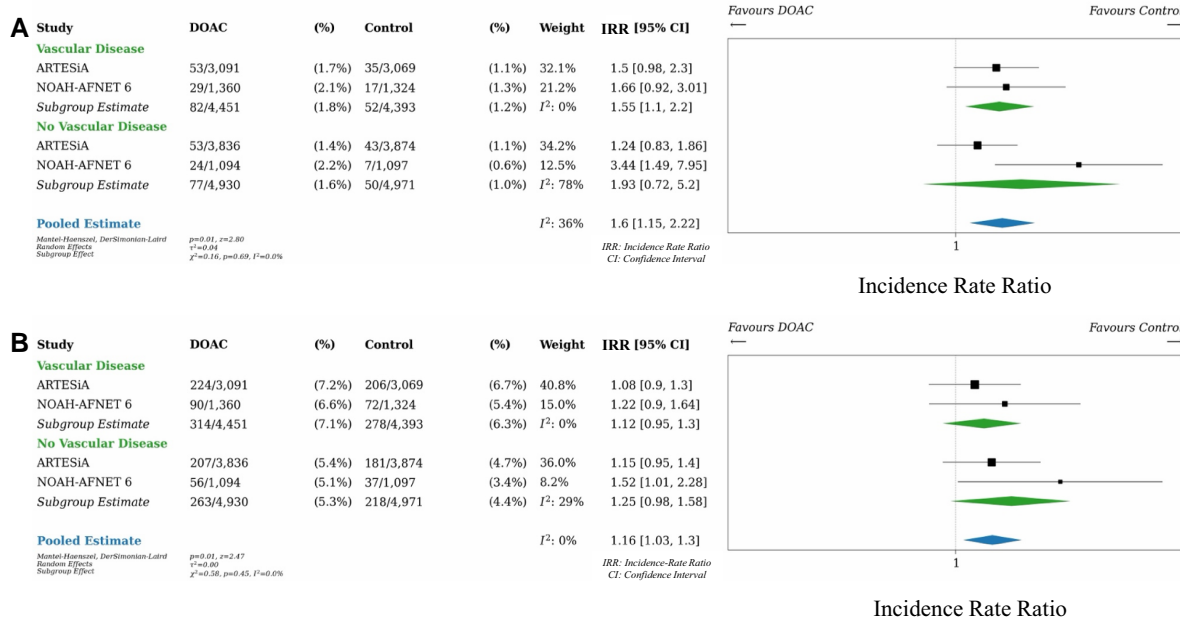 Favours DOAC Favours Contro
←
A Study DOAC (%) Control (%) Weight IRR [95% CI]
Vascular Disease
ARTESiA 53/3,091 (1.7%) 35/3,069 (1.1%) 32.1% 1.5 [0.98, 2.3]
NOAH-AFNET 6 29/1,360 (2.1%) 17/1,324 (1.3%) 21.2% 1.66 [0.92, 3.01]
Subgroup Estimate 82/4,451 (1.8%) 52/4,393 (1.2%) I²: 0% 1.55 [1.1, 2.2]
No Vascular Disease
ARTESiA 53/3,836 (1.4%) 43/3,874 (1.1%) 34.2% 1.24 [0.83, 1.86]
NOAH-AFNET 6 24/1,094 (2.2%) 7/1,097 (0.6%) 12.5% 3.44 [1.49, 7.95]
Subgroup Estimate 77/4,930 (1.6%) 50/4,971 (1.0%) I²: 78% 1.93 [0.72, 5.2]
Pooled Estimate I²: 36% 1.6 [1.15, 2.22]
Mantel-Haenszel, DerSimonian-Laird p=0.01, z=2.80
Random Effects τ²=0.04
Subgroup Effect χ²=0.16, p=0.69, I²=0.0%
IRR: Incidence Rate Ratio
CI: Confidence Interval
1
Incidence Rate Ratio
Favours DOAC Favours Contro
←
B Study DOAC (%) Control (%) Weight IRR [95% CI]
Vascular Disease
ARTESiA 224/3,091 (7.2%) 206/3,069 (6.7%) 40.8% 1.08 [0.9, 1.3]
NOAH-AFNET 6 90/1,360 (6.6%) 72/1,324 (5.4%) 15.0% 1.22 [0.9, 1.64]
Subgroup Estimate 314/4,451 (7.1%) 278/4,393 (6.3%) I²: 0% 1.12 [0.95, 1.3]
No Vascular Disease
ARTESiA 207/3,836 (5.4%) 181/3,874 (4.7%) 36.0% 1.15 [0.95, 1.4]
NOAH-AFNET 6 56/1,094 (5.1%) 37/1,097 (3.4%) 8.2% 1.52 [1.01, 2.28]
Subgroup Estimate 263/4,930 (5.3%) 218/4,971 (4.4%) I²: 29% 1.25 [0.98, 1.58]
Pooled Estimate I²: 0% 1.16 [1.03, 1.3]
Mantel-Haenszel, DerSimonian-Laird p=0.01, z=2.47
Random Effects τ²=0.00
Subgroup Effect χ²=0.58, p=0.45, I²=0.0%
IRR: Incidence-Rate Ratio
CI: Confidence Interval
1
Incidence Rate Ratio